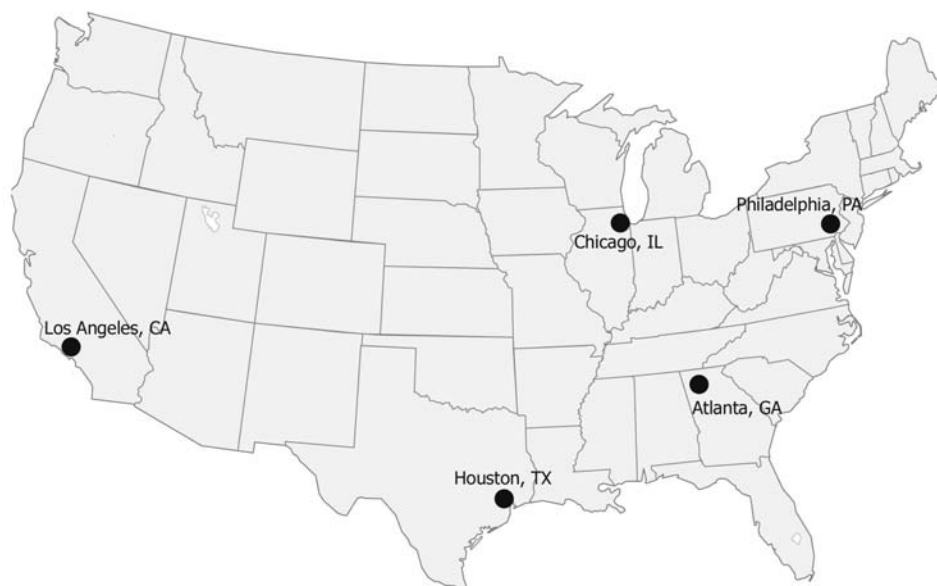 Philadelphia, PA
Chicago, IL
Los Angeles, CA
Atlanta, GA
Houston, TX